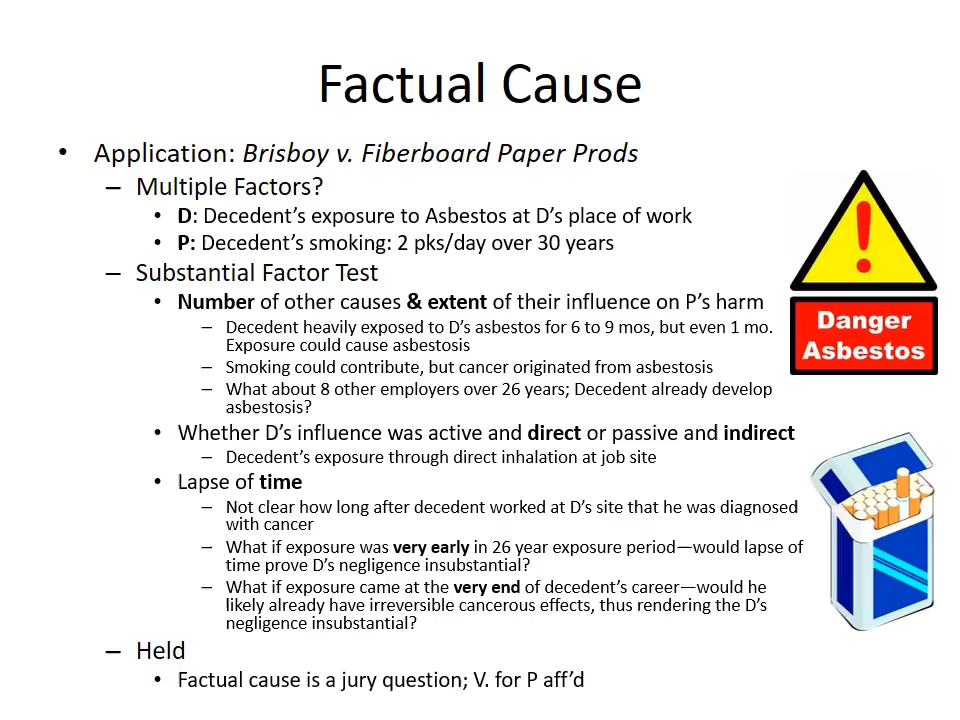 Factual Cause
• Application: Brisboy v. Fiberboard Paper Prods
– Multiple Factors?
• D: Decedent's exposure to Asbestos at D's place of work
• P: Decedent's smoking: 2 pks/day over 30 years
– Substantial Factor Test
• Number of other causes & extent of their influence on P's harm
– Decedent heavily exposed to D's asbestos for 6 to 9 mos, but even 1 mo.
Exposure could cause asbestosis
– Smoking could contribute, but cancer originated from asbestosis
– What about 8 other employers over 26 years; Decedent already develop
asbestosis?
• Whether D's influence was active and direct or passive and indirect
– Decedent's exposure through direct inhalation at job site
• Lapse of time
– Not clear how long after decedent worked at D's site that he was diagnosed
with cancer
– What if exposure was very early in 26 year exposure period—would lapse of
time prove D's negligence insubstantial?
– What if exposure came at the very end of decedent's career—would he
likely already have irreversible cancerous effects, thus rendering the D's
negligence insubstantial?
– Held
• Factual cause is a jury question; V. for P aff'd
!
Danger
Asbestos